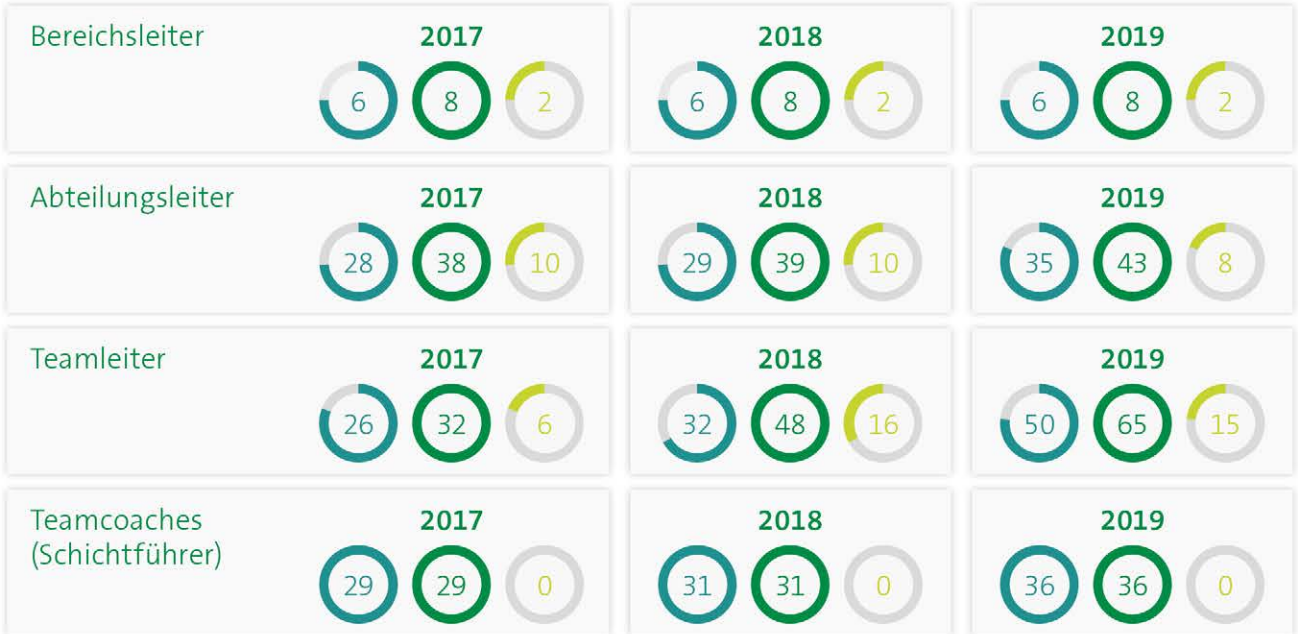 Bereichsleiter 2017 2018 2019
6 8 2 6 8 2 6 8 2
Abteilungsleiter 2017 2018 2019
28 38 10 29 39 10 35 43 8
Teamleiter 2017 2018 2019
26 32 6 32 48 16 50 65 15
Teamcoaches 2017 2018 2019
(Schichtführer)
29 29 0 31 31 0 36 36 0